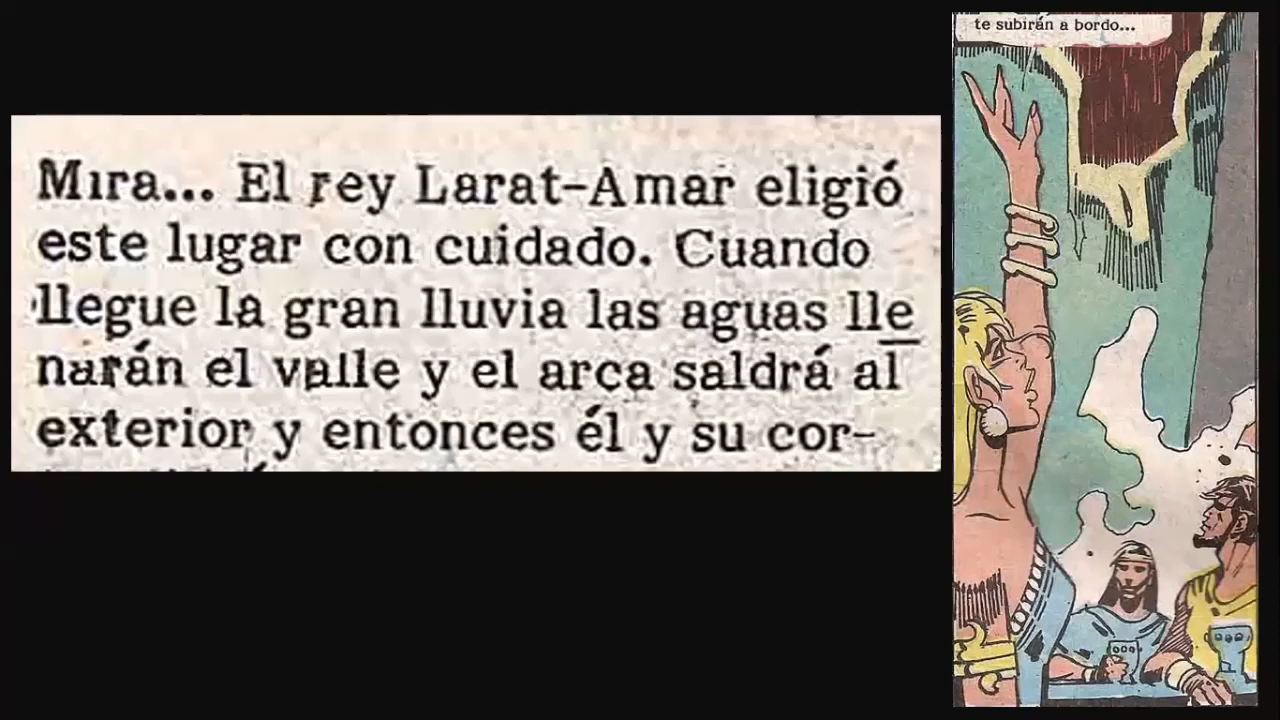 Mira... El rey Larat-Amar eligió
este lugar con cuidado. Cuando
llegue la gran lluvia las aguas lle
narán el valle y el arca saldrá al
exterior y entonces él y su cor-
te subirán a bordo...